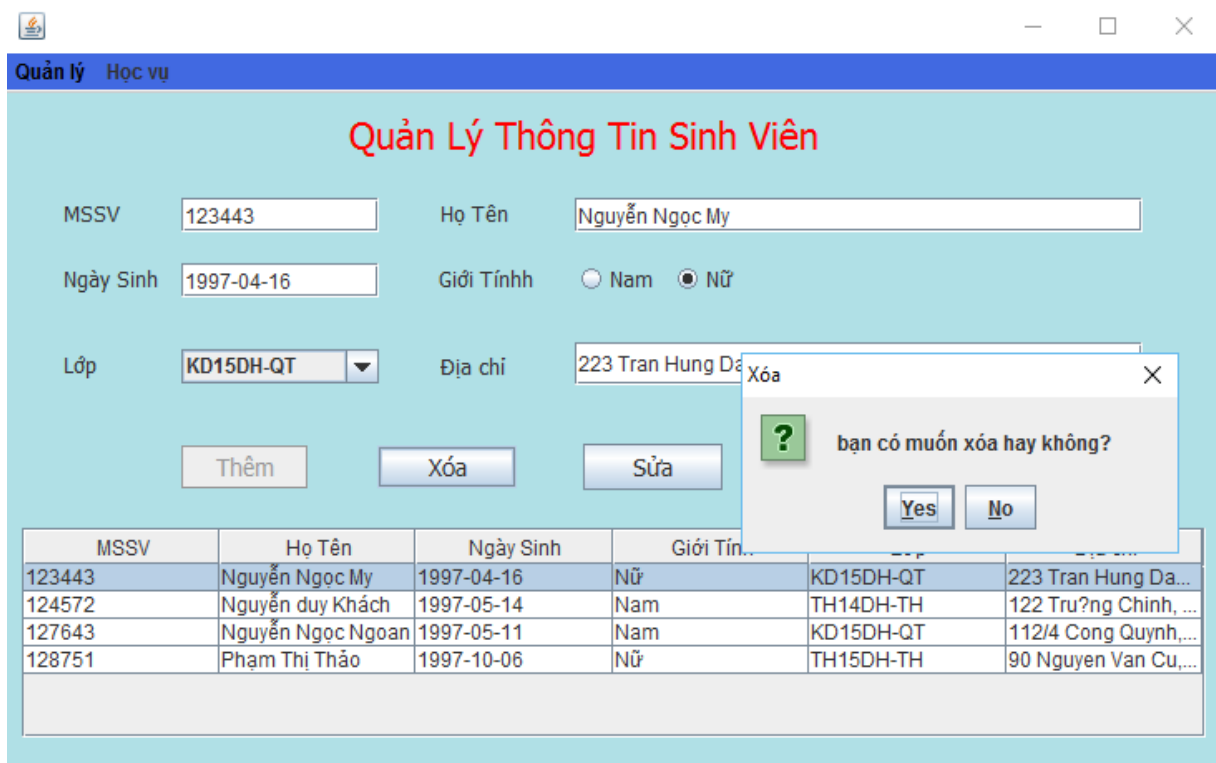 Quản lý Học vụ
Quản Lý Thông Tin Sinh Viên
MSSV 123443 Họ Tên Nguyễn Ngọc My
Ngày Sinh 1997-04-16 Giới Tínhh Nam Nữ
Lớp KD15DH-QT Địa chỉ 223 Tran Hung Da
Xóa
bạn có muốn xóa hay không?
Yes No
Thêm Xóa Sửa
MSSV Họ Tên Ngày Sinh Giới
123443 Nguyễn Ngọc My 1997-04-16 Nữ KD15DH-QT 223 Tran Hung Da...
124572 Nguyễn duy Khách 1997-05-14 Nam TH14DH-TH 122 Tru?ng Chinh, ...
127643 Nguyễn Ngọc Ngoan 1997-05-11 Nam KD15DH-QT 112/4 Cong Quynh,...
128751 Phạm Thị Thảo 1997-10-06 Nữ TH15DH-TH 90 Nguyen Van Cu,...